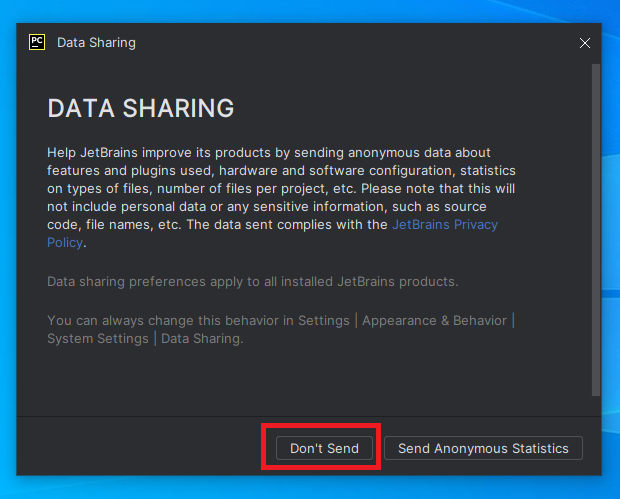 PC
Data Sharing
DATA SHARING
Help JetBrains improve its products by sending anonymous data about
features and plugins used, hardware and software configuration, statistics
on types of files, number of files per project, etc. Please note that this will
not include personal data or any sensitive information, such as source
code, file names, etc. The data sent complies with the JetBrains Privacy
Policy.
Data sharing preferences apply to all installed JetBrains products.
You can always change this behavior in Settings | Appearance & Behavior |
System Settings | Data Sharing.
Don't Send
Send Anonymous Statistics